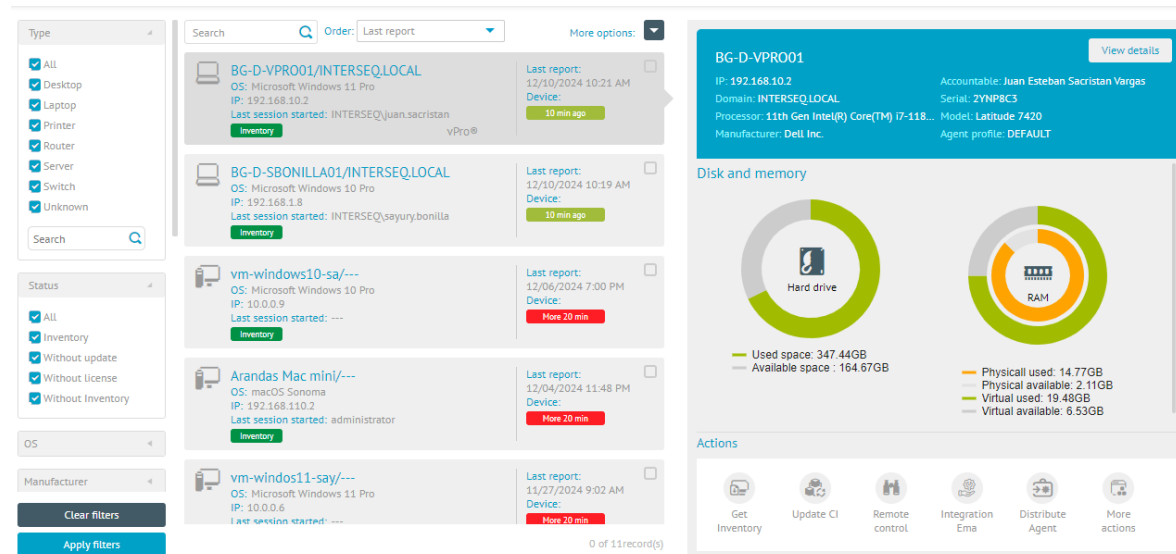 Type
All
Desktop
Laptop
Printer
Router
Server
Switch
Unknown
Search
Status
All
Inventory
Without update
Without license
Without Inventory
OS
Manufacturer
Clear filters
Apply filters
Search
Order: Last report
More options:
BG-D-VPRO01/INTERSEQ.LOCAL
OS: Microsoft Windows 11 Pro
IP: 192.168.10.2
Last session started: INTERSEQ\juan.sacristan
Inventory
vPro®
Last report:
12/10/2024 10:21 AM
Device:
10 min ago
BG-D-SBONILLA01/INTERSEQ.LOCAL
OS: Microsoft Windows 10 Pro
IP: 192.168.1.8
Last session started: INTERSEQ\sayury.bonilla
Inventory
Last report:
12/10/2024 10:19 AM
Device:
10 min ago
vm-windows10-sa/---
OS: Microsoft Windows 10 Pro
IP: 10.0.0.9
Last session started: ---
Inventory
Last report:
12/06/2024 7:00 PM
Device:
More 20 min
Arandas Mac mini/---
OS: macOS Sonoma
IP: 192.168.110.2
Last session started: administrator
Inventory
Last report:
12/04/2024 11:48 PM
Device:
More 20 min
vm-windos11-say/---
OS: Microsoft Windows 11 Pro
IP: 10.0.0.6
Last session started: ---
Last report:
11/27/2024 9:02 AM
Device:
More 20 min
0 of 11record(s)
BG-D-VPRO01
View details
IP: 192.168.10.2
Domain: INTERSEQ.LOCAL
Processor: 11th Gen Intel(R) Core(TM) i7-118...
Manufacturer: Dell Inc.
Accountable: Juan Esteban Sacristan Vargas
Serial: 2YNP8C3
Model: Latitude 7420
Agent profile: DEFAULT
Disk and memory
Hard drive
Used space: 347.44GB
Available space : 164.67GB
RAM
Physicall used: 14.77GB
Physical available: 2.11GB
Virtual used: 19.48GB
Virtual available: 6.53GB
Actions
Get
Inventory
Update CI
Remote
control
Integration
Ema
Distribute
Agent
More
actions